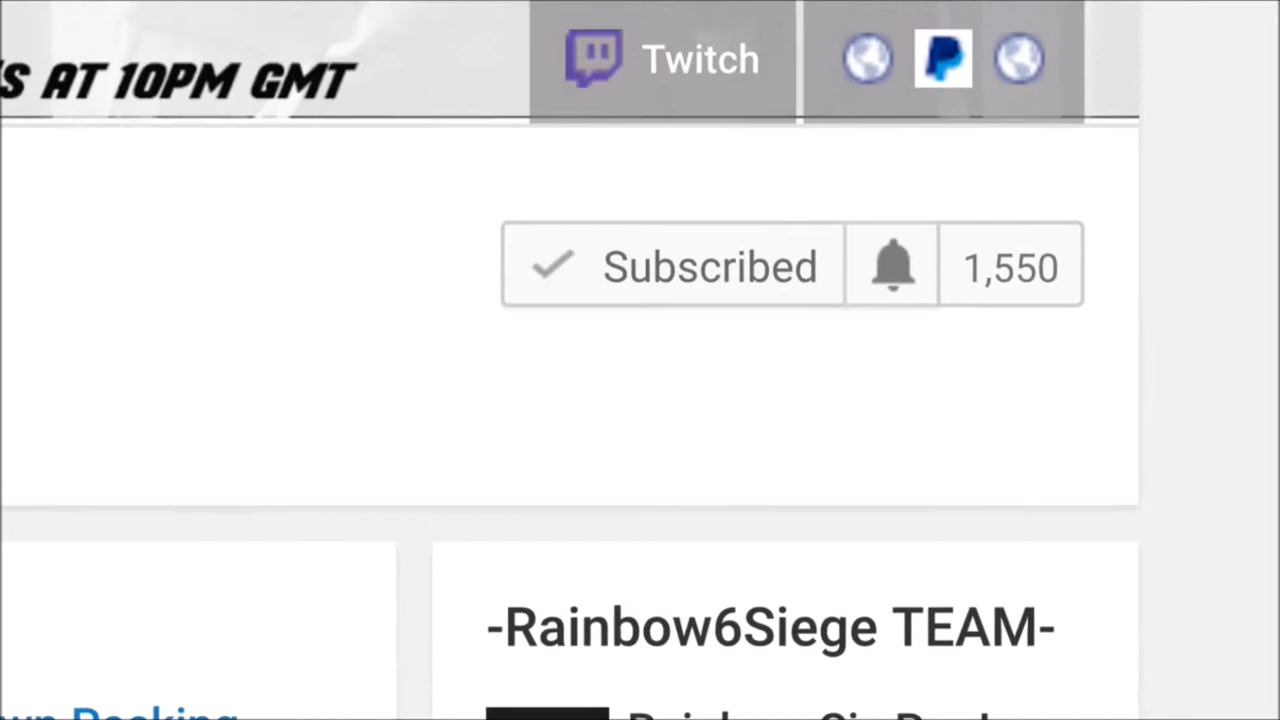 S AT 10PM GMT
Twitch
Subscribed
1,550
-Rainbow6Siege TEAM-